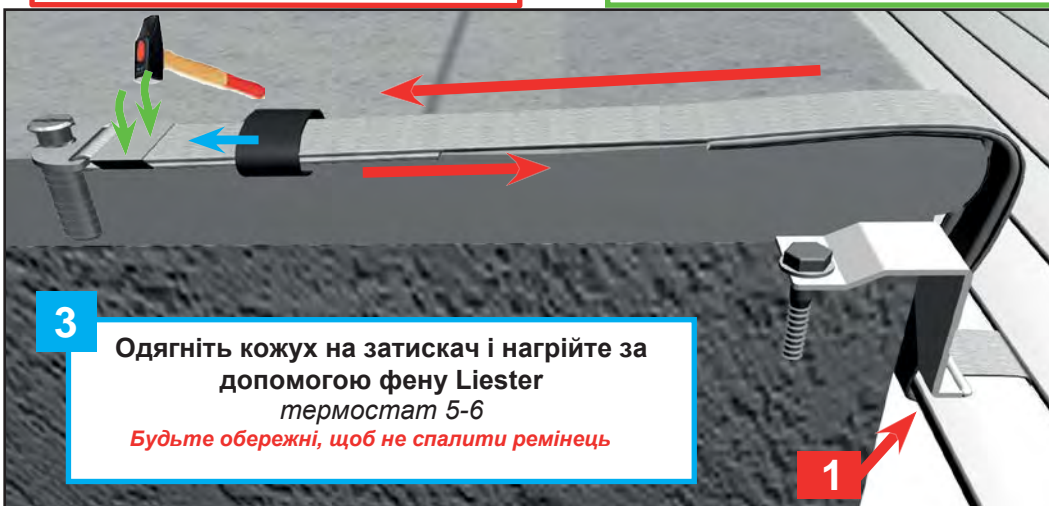 3
Одягніть кожух на затискач і нагрійте за
допомогою фену Liester
термостат 5-6
Будьте обережні, щоб не спалити ремінець
1